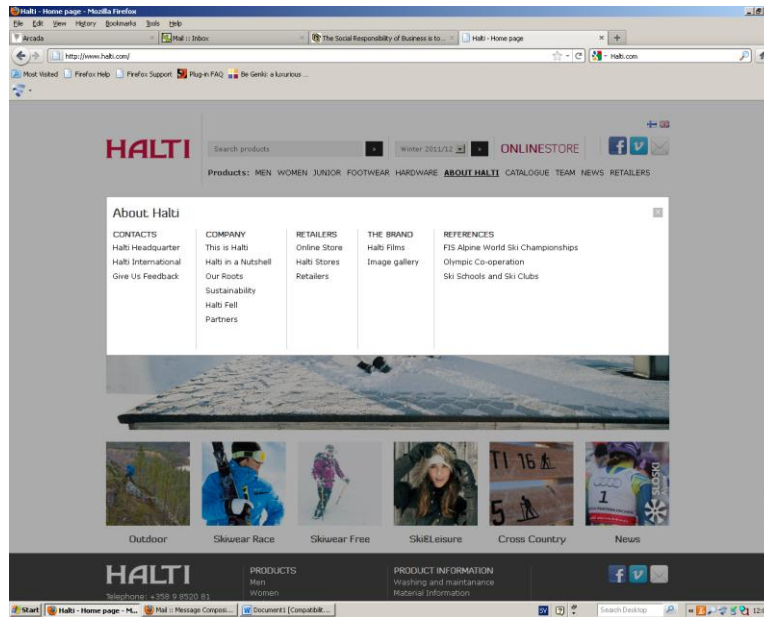 Halti - Home page - Mozilla Firefox
File Edit View History Bookmarks Tools Help
Arcada
Mail :: Inbox
The Social Responsibility of Business is to...
Halti - Home page
http://www.halti.com/
Halti.com
Most Visited Firefox Help Firefox Support Plug-in FAQ Be Genki: a luxurious ...
HALTI
Search products
Winter 2011/12
ONLINESTORE
Products: MEN WOMEN JUNIOR FOOTWEAR HARDWARE ABOUT HALTI CATALOGUE TEAM NEWS RETAILERS
About Halti
CONTACTS
Halti Headquarter
Halti International
Give Us Feedback
COMPANY
This is Halti
Halti in a Nutshell
Our Roots
Sustainability
Halti Fell
Partners
RETAILERS
Online Store
Halti Stores
Retailers
THE BRAND
Halti Films
Image gallery
REFERENCES
FIS Alpine World Ski Championships
Olympic Co-operation
Ski Schools and Ski Clubs
TI 16
5
1
SLOSKI
Outdoor
Skiwear Race
Skiwear Free
Ski&Leisure
Cross Country
News
HALTI
Telephone: +358 9 8520 81
PRODUCTS
Men
Women
PRODUCT INFORMATION
Washing and maintanance
Material Information
Start
Halti - Home page - M...
Mail :: Message Composi...
Document1 [Compatibilit...
SV
Search Desktop